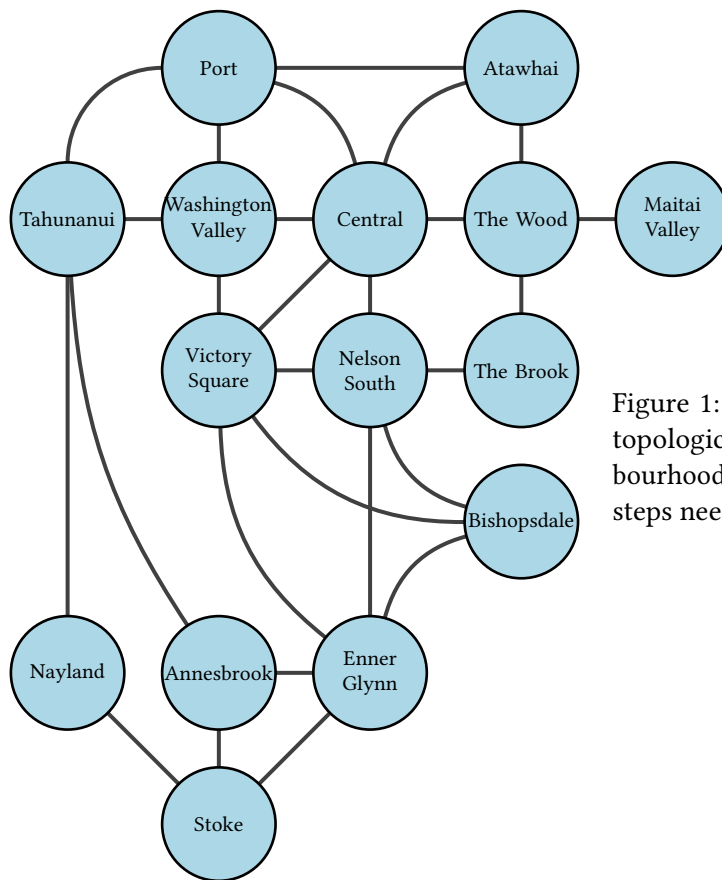 Port
Atawhai
Tahunanui
Washington
Valley
Central
The Wood
Maitai
Valley
Victory
Square
Nelson
South
The Brook
Figure 1:
topologic
bourhood
steps nee
Bishopsdale
Nayland
Annesbrook
Enner
Glynn
Stoke